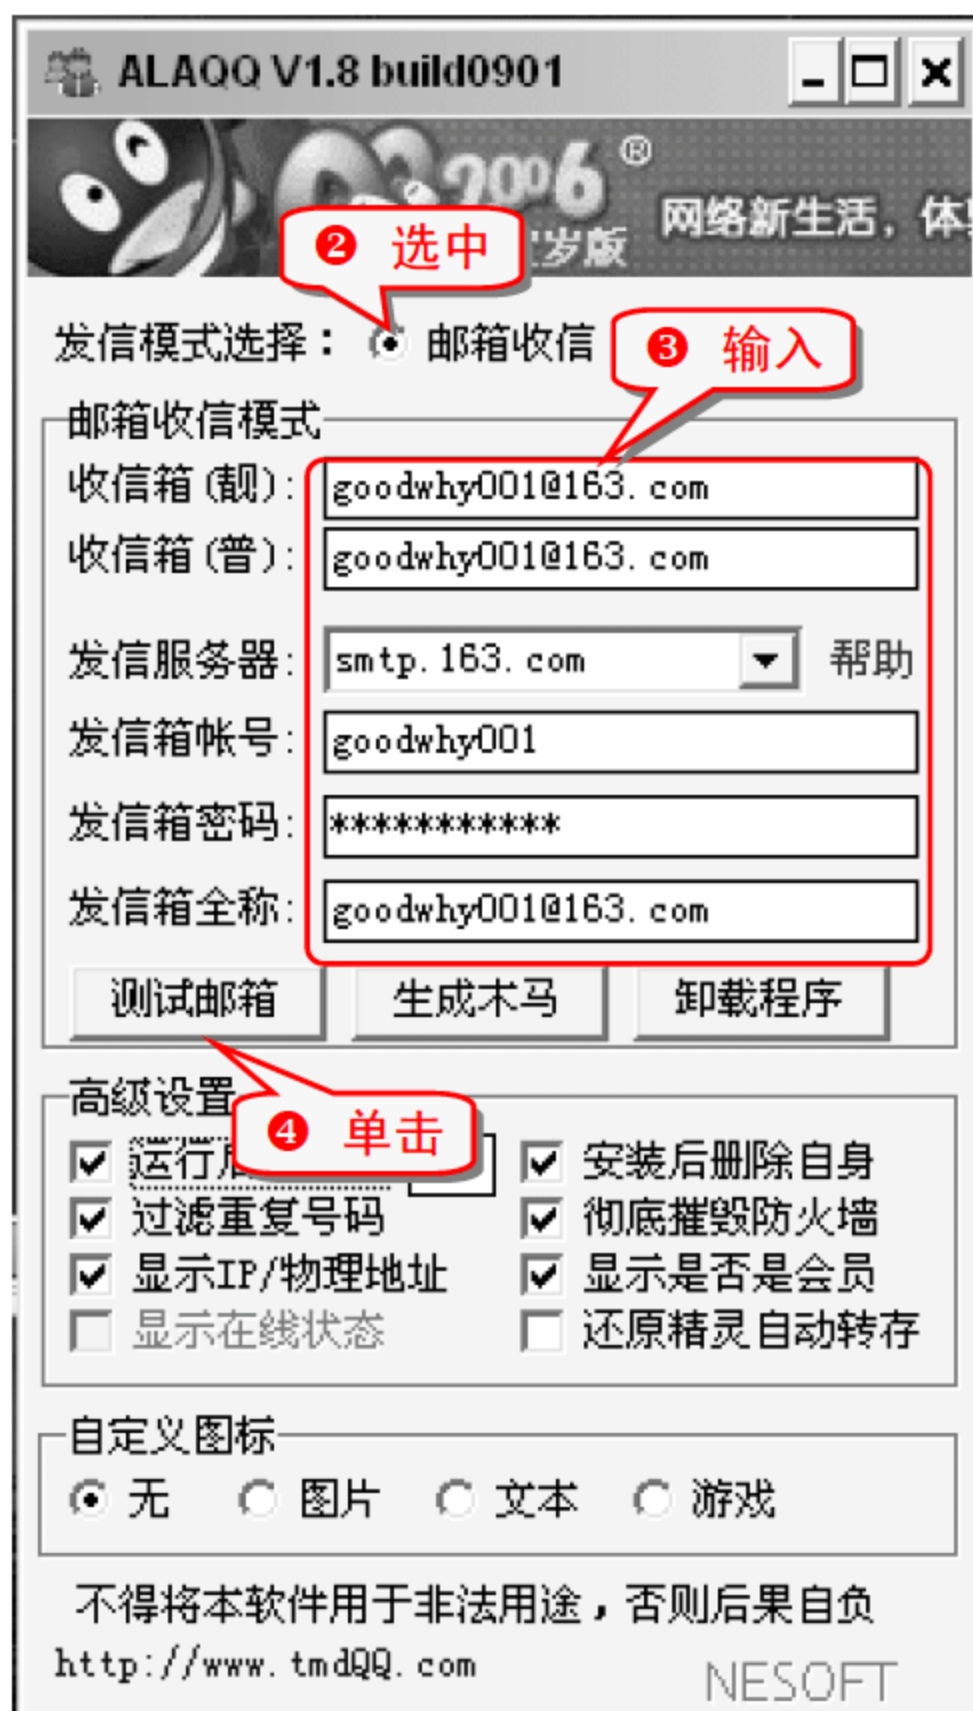 ALAQQ V1.8 build0901
2006®
网络新生活，体
岁版
❷ 选中
发信模式选择： 邮箱收信
❸ 输入
邮箱收信模式
收信箱(靓): goodwhy001@163.com
收信箱(普): goodwhy001@163.com
发信服务器: smtp.163.com 帮助
发信箱帐号: goodwhy001
发信箱密码: ***********
发信箱全称: goodwhy001@163.com
测试邮箱 生成木马 卸载程序
高级设置
❹ 单击
运行 安装后删除自身
过滤重复号码 彻底摧毁防火墙
显示IP/物理地址 显示是否是会员
显示在线状态 还原精灵自动转存
自定义图标
无 图片 文本 游戏
不得将本软件用于非法用途，否则后果自负
http://www.tmdQQ.com
NESOFT